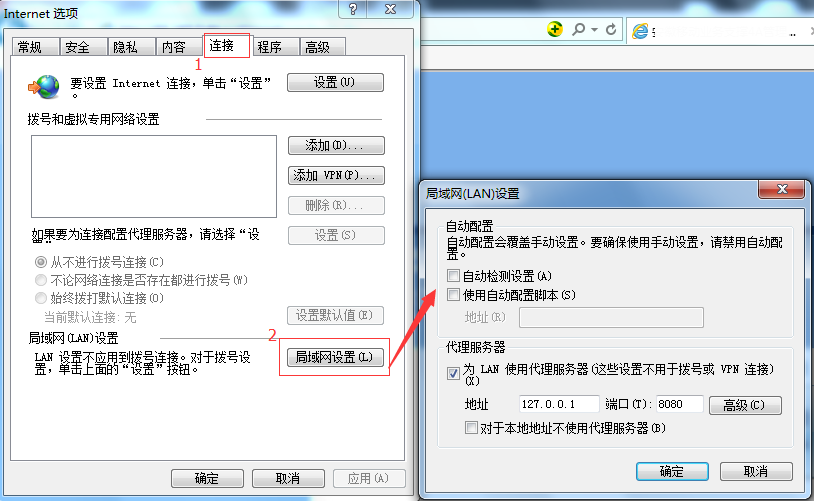 Internet 选项
?
常规 安全 隐私 内容 连接 程序 高级
1
要设置 Internet 连接，单击“设置”
。
设置(U)
拨号和虚拟专用网络设置
添加(D)...
添加 VPN(P)...
删除(R)...
如果要为连接配置代理服务器，请选择“设
设置(S)
从不进行拨号连接(C)
不论网络连接是否存在都进行拨号(W)
始终拨打默认连接(O)
当前默认连接: 无
设置默认值(E)
局域网(LAN)设置
2
LAN 设置不应用到拨号连接。对于拨号设
置，单击上面的“设置”按钮。
局域网设置(L)
确定 取消 应用(A)
局域网(LAN)设置
自动配置
自动配置会覆盖手动设置。要确保使用手动设置，请禁用自动配
置。
自动检测设置(A)
使用自动配置脚本(S)
地址(R)
代理服务器
为 LAN 使用代理服务器(这些设置不用于拨号或 VPN 连接)
(X)
地址 127.0.0.1 端口(T): 8080 高级(C)
对于本地地址不使用代理服务器(B)
确定 取消